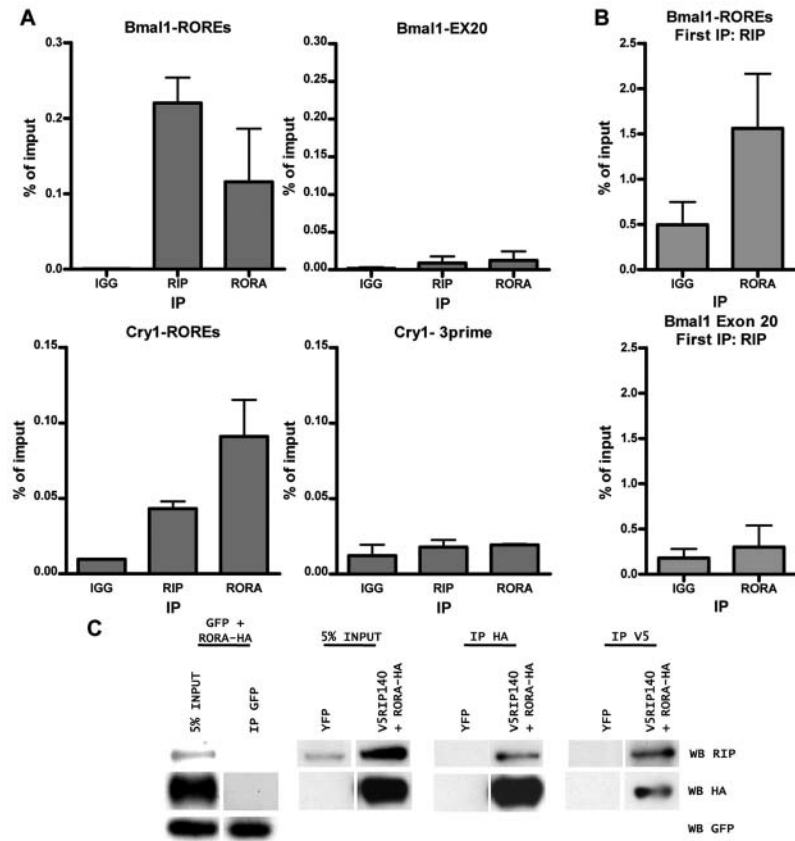 A
Bmal1-ROREs
% of imput
0.3
0.2
0.1
0.0
IGG
RIP
RORA
IP
Bmal1-EX20
% of imput
0.30
0.25
0.20
0.15
0.10
0.05
0.00
IGG
RIP
RORA
IP
B
Bmal1-ROREs
First IP: RIP
% of input
2.5
2.0
1.5
1.0
0.5
0.0
IGG
RORA
IP
Cry1-ROREs
% of imput
0.15
0.10
0.05
0.00
IGG
RIP
RORA
IP
Cry1- 3prime
% of imput
0.15
0.10
0.05
0.00
IGG
RIP
RORA
IP
Bmal1 Exon 20
First IP: RIP
% of imput
2.5
2.0
1.5
1.0
0.5
0.0
IGG
RORA
IP
C
GFP +
RORA-HA
5% INPUT
IP GFP
5% INPUT
YFP
V5RIP140
+ RORA-HA
IP HA
YFP
V5RIP140
+ RORA-HA
IP V5
YFP
V5RIP140
+ RORA-HA
WB RIP
WB HA
WB GFP